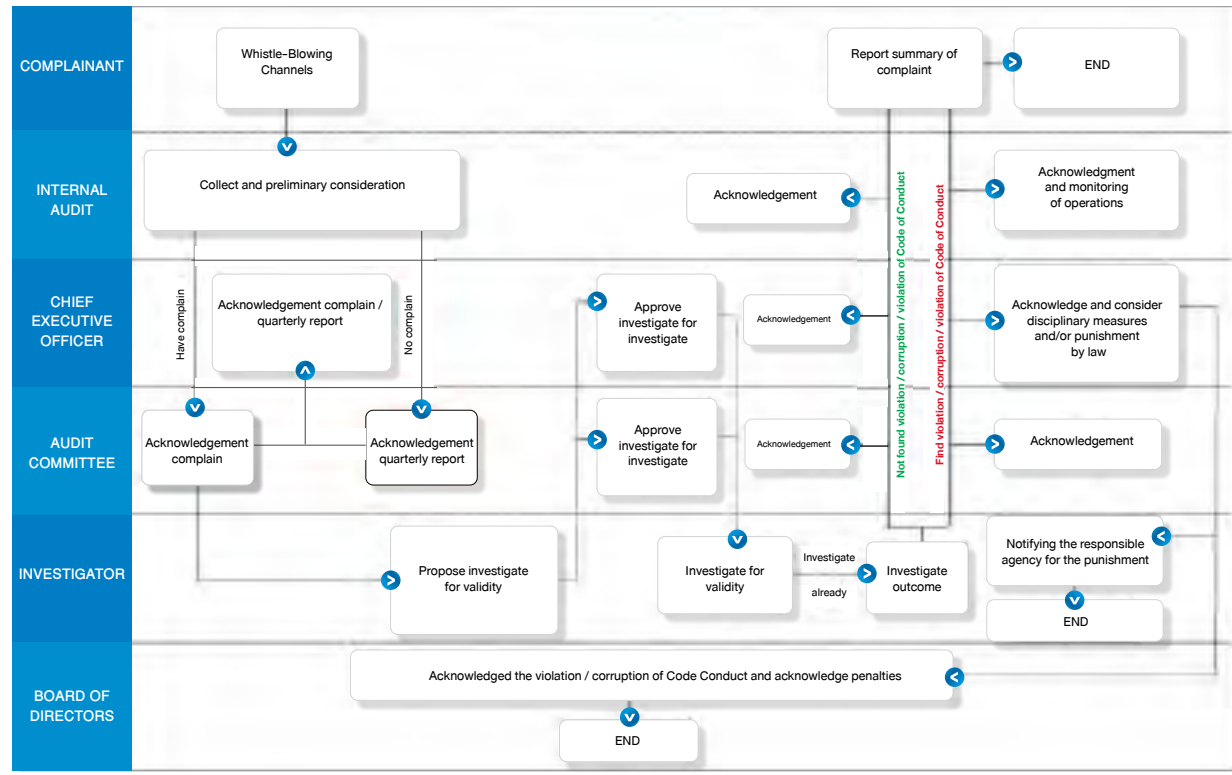 COMPLAINANT
Whistle-Blowing
Channels
Report summary of
complaint
END
INTERNAL
AUDIT
Collect and preliminary consideration
Acknowledgement
Not found violation / corruption / violation of Code of Conduct
Find violation / corruption / violation of Code of Conduct
Acknowledgment
and monitoring
of operations
CHIEF
EXECUTIVE
OFFICER
Have complain
Acknowledgement complain /
quarterly report
No complain
Approve
investigate for
investigate
Acknowledgement
Acknowledge and consider
disciplinary measures
and/or punishment
by law
AUDIT
COMMITTEE
Acknowledgement
complain
Acknowledgement
quarterly report
Approve
investigate for
investigate
Acknowledgement
Acknowledgement
INVESTIGATOR
Propose investigate
for validity
Investigate for
validity
Investigate
already
Investigate
outcome
Notifying the responsible
agency for the punishment
END
BOARD OF
DIRECTORS
Acknowledged the violation / corruption of Code Conduct and acknowledge penalties
END